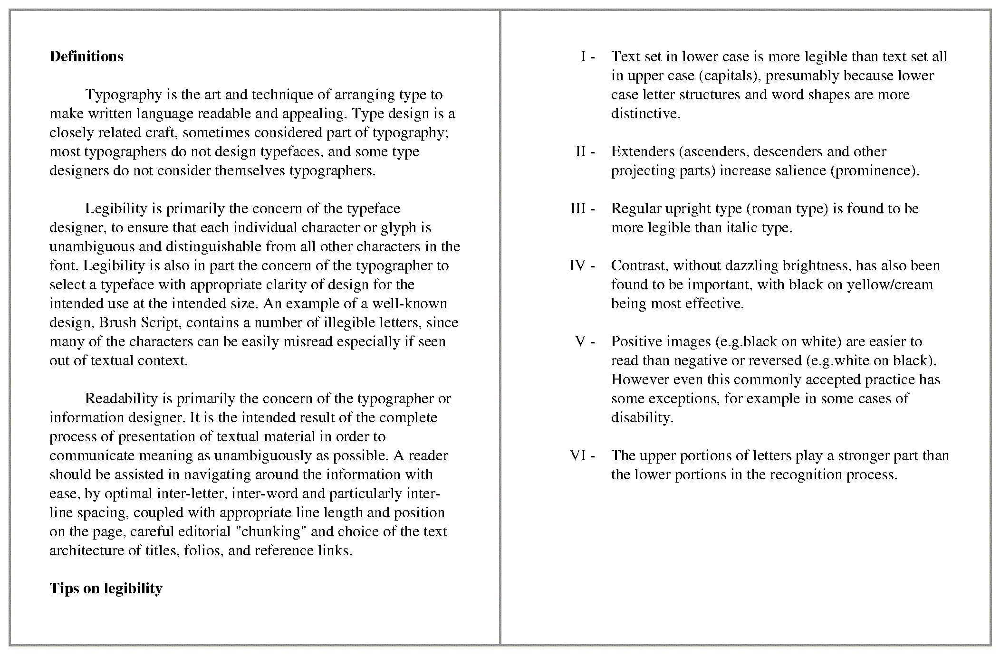 Definitions
Typography is the art and technique of arranging type to
make written language readable and appealing. Type design is a
closely related craft, sometimes considered part of typography;
most typographers do not design typefaces, and some type
designers do not consider themselves typographers.
Legibility is primarily the concern of the typeface
designer, to ensure that each individual character or glyph is
unambiguous and distinguishable from all other characters in the
font. Legibility is also in part the concern of the typographer to
select a typeface with appropriate clarity of design for the
intended use at the intended size. An example of a well-known
design, Brush Script, contains a number of illegible letters, since
many of the characters can be easily misread especially if seen
out of textual context.
Readability is primarily the concern of the typographer or
information designer. It is the intended result of the complete
process of presentation of textual material in order to
communicate meaning as unambiguously as possible. A reader
should be assisted in navigating around the information with
ease, by optimal inter-letter, inter-word and particularly inter-
line spacing, coupled with appropriate line length and position
on the page, careful editorial "chunking" and choice of the text
architecture of titles, folios, and reference links.
Tips on legibility
I - Text set in lower case is more legible than text set all
in upper case (capitals), presumably because lower
case letter structures and word shapes are more
distinctive.
II - Extenders (ascenders, descenders and other
projecting parts) increase salience (prominence).
III - Regular upright type (roman type) is found to be
more legible than italic type.
IV - Contrast, without dazzling brightness, has also been
found to be important, with black on yellow/cream
being most effective.
V - Positive images (e.g.black on white) are easier to
read than negative or reversed (e.g.white on black).
However even this commonly accepted practice has
some exceptions, for example in some cases of
disability.
VI - The upper portions of letters play a stronger part than
the lower portions in the recognition process.